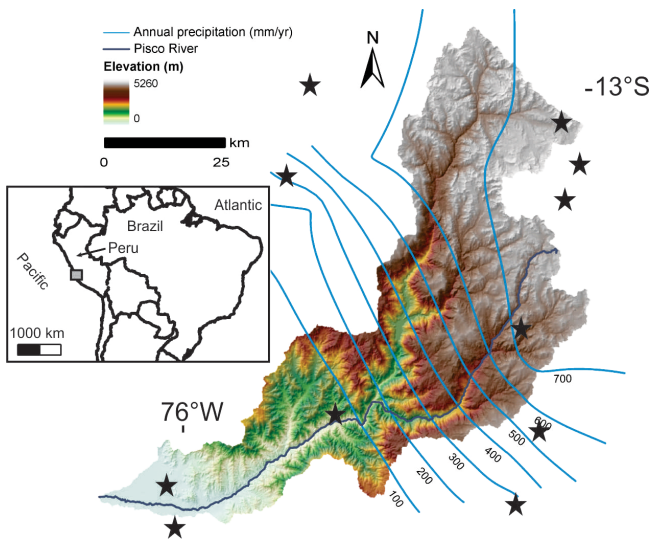 Annual precipitation (mm/yr)
Pisco River
Elevation (m)
5260
0
km
0 25
N
-13°S
Atlantic
Brazil
Peru
Pacific
1000 km
76°W
700
600
500
400
300
200
100